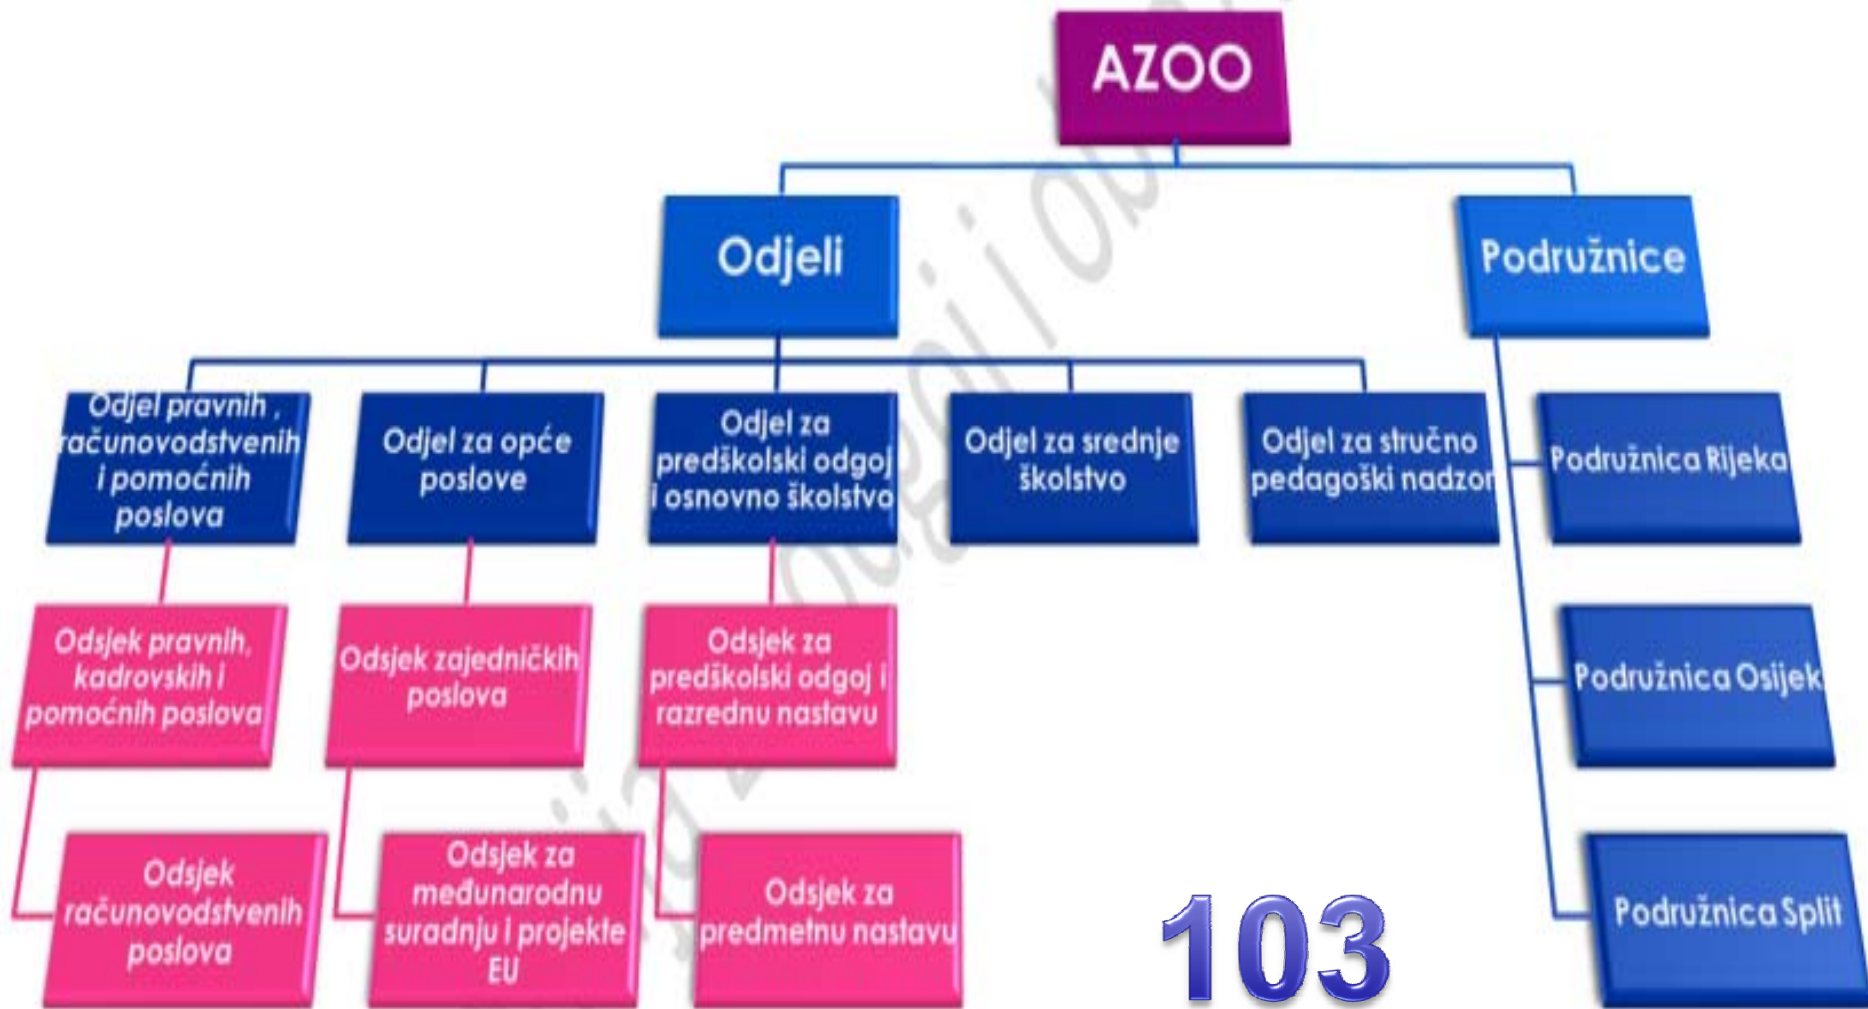 AZOO
Odjeli
Podružnice
Odjel pravnih ,
računovodstvenih
i pomoćnih
poslova
Odjel za opće
poslove
Odjel za
predškolski odgoj
i osnovno školstvo
Odjel za srednje
školstvo
Odjel za stručno
pedagoški nadzor
Podružnica Rijeka
Odsjek pravnih,
kadrovskih i
pomoćnih poslova
Odsjek zajedničkih
poslova
Odsjek za
predškolski odgoj i
razrednu nastavu
Podružnica Osijek
Odsjek
računovodstvenih
poslova
Odsjek za
međunarodnu
suradnju i projekte
EU
Odsjek za
predmetnu nastavu
103
Podružnica Split